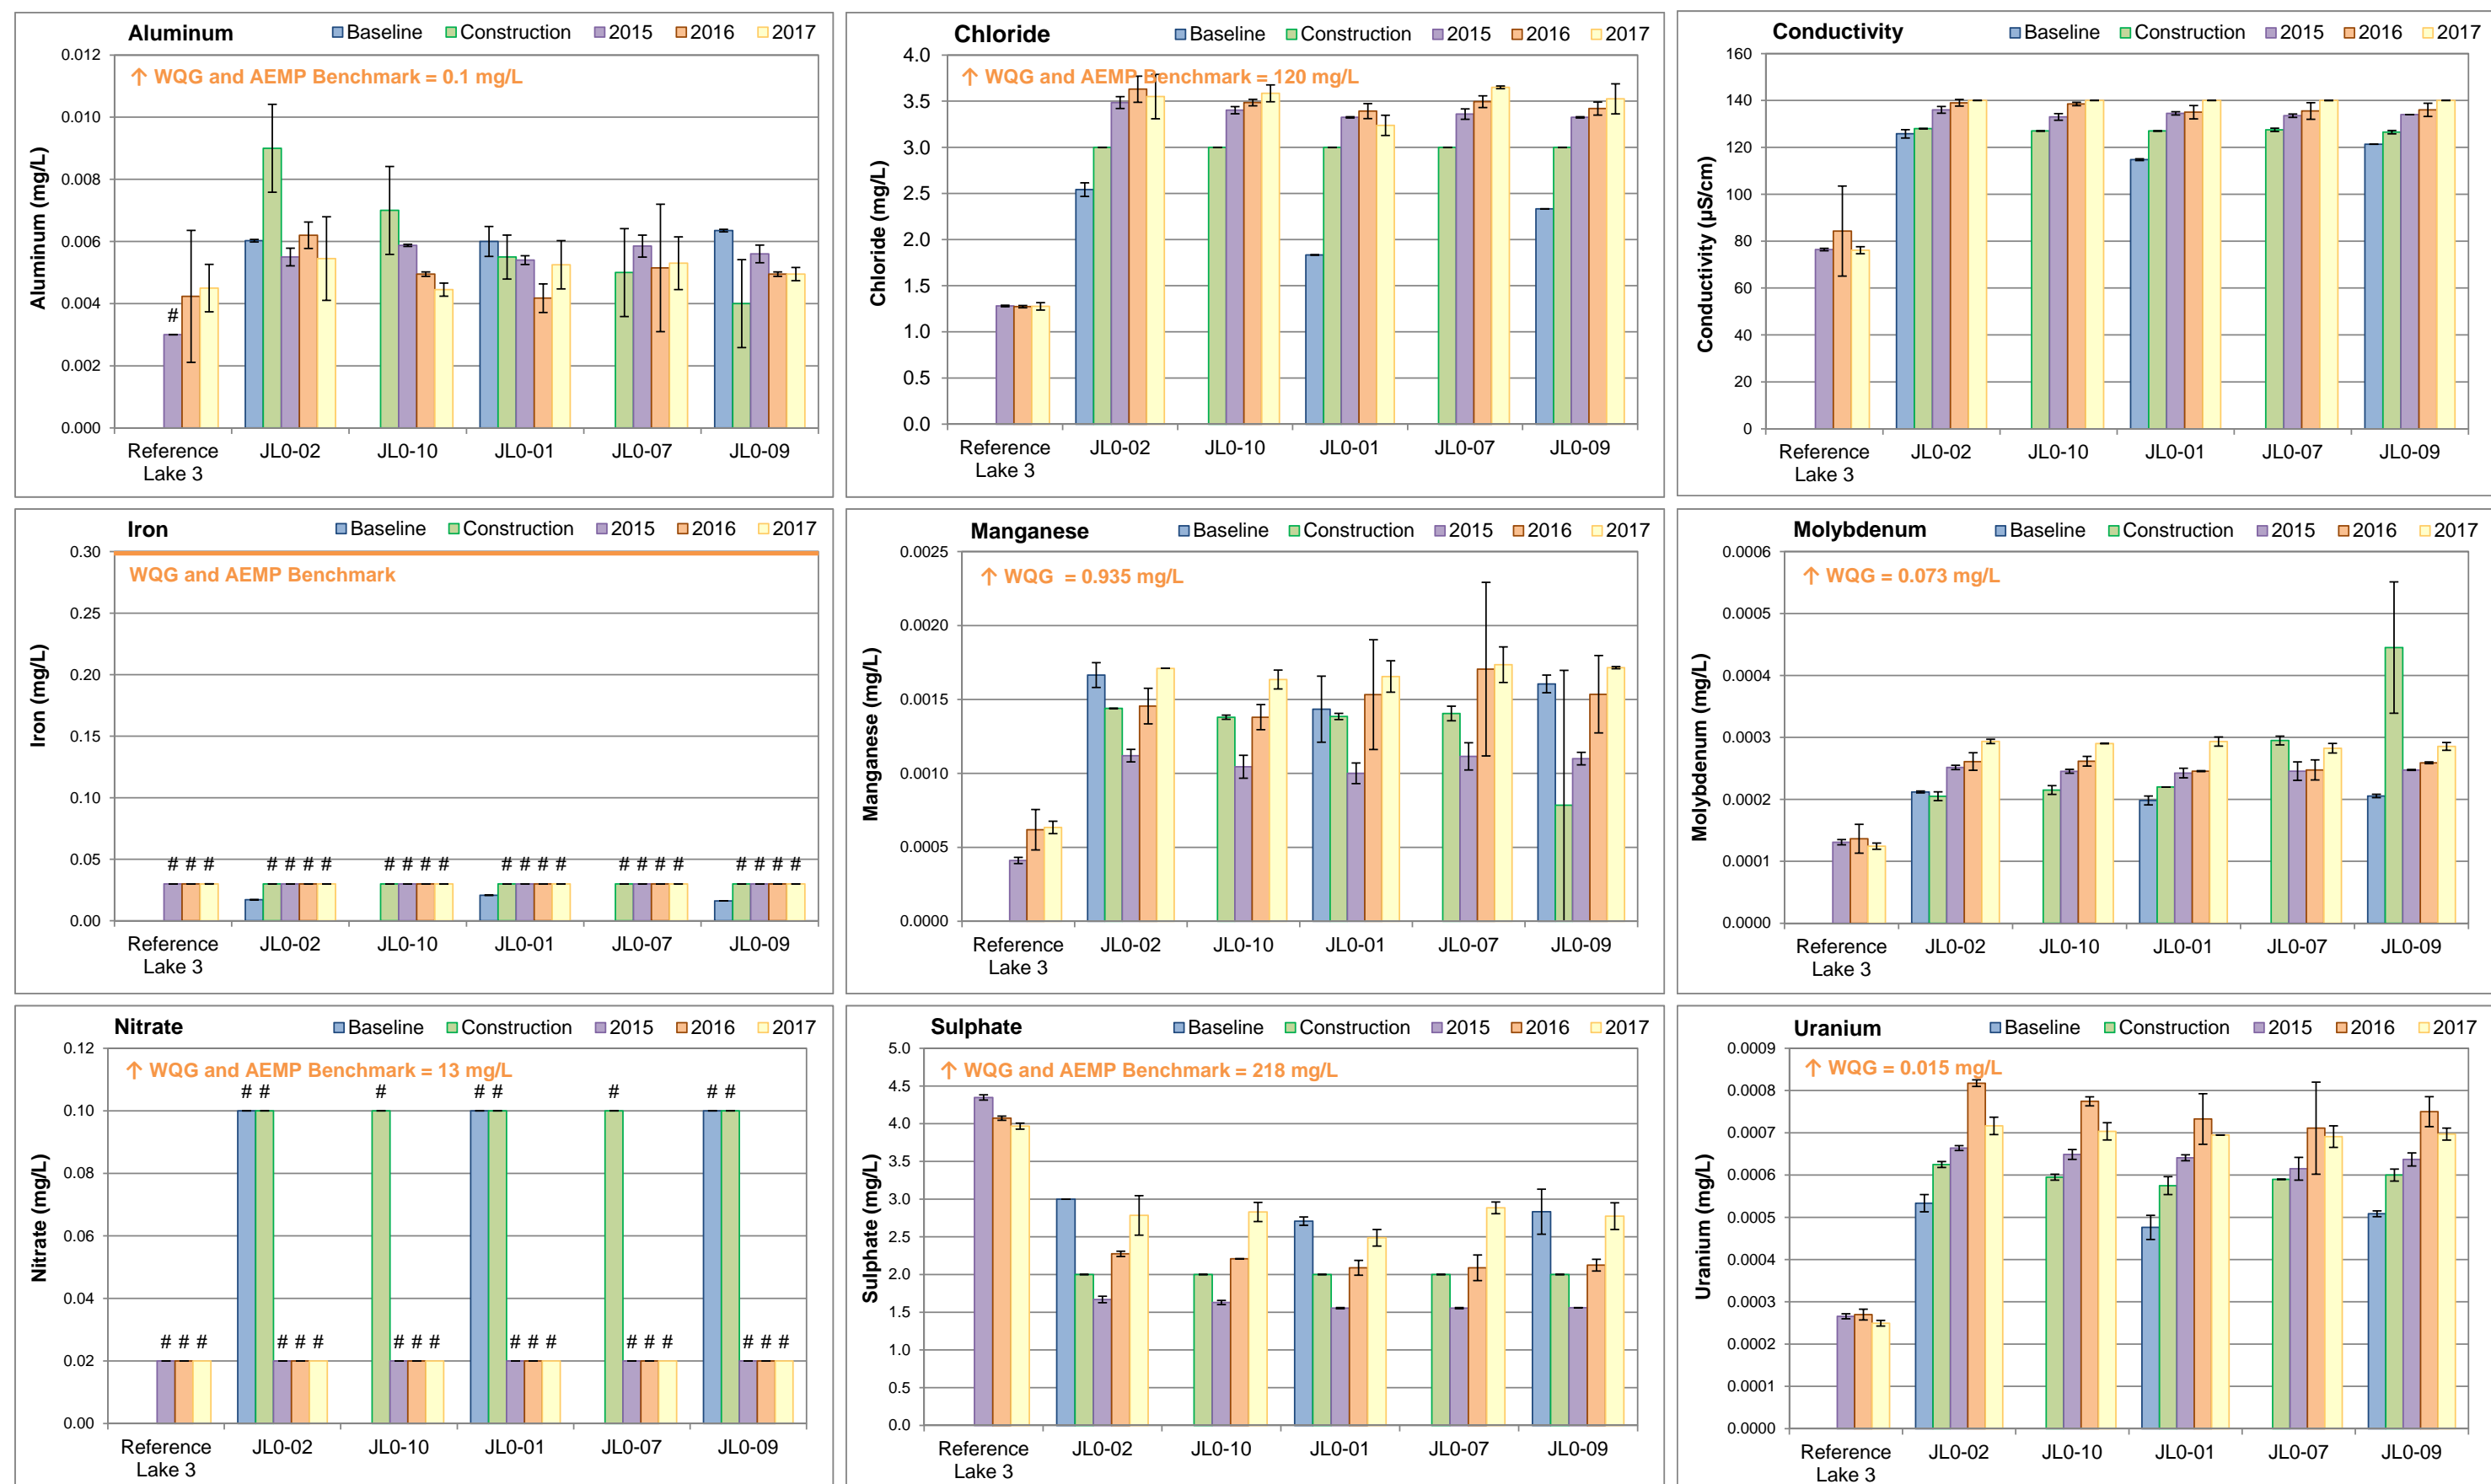 Aluminum
Baseline Construction 2015 2016 2017
↑ WQG and AEMP Benchmark = 0.1 mg/L
Aluminum (mg/L)
0.012
0.010
0.008
0.006
0.004
0.002
0.000
#
Reference Lake 3 JL0-02 JL0-10 JL0-01 JL0-07 JL0-09
Chloride
Baseline Construction 2015 2016 2017
↑ WQG and AEMP Benchmark = 120 mg/L
Chloride (mg/L)
4.0
3.5
3.0
2.5
2.0
1.5
1.0
0.5
0.0
Reference Lake 3 JL0-02 JL0-10 JL0-01 JL0-07 JL0-09
Conductivity
Baseline Construction 2015 2016 2017
Conductivity (µS/cm)
160
140
120
100
80
60
40
20
0
Reference Lake 3 JL0-02 JL0-10 JL0-01 JL0-07 JL0-09
Iron
Baseline Construction 2015 2016 2017
WQG and AEMP Benchmark
Iron (mg/L)
0.30
0.25
0.20
0.15
0.10
0.05
0.00
# # # # # # # # # # # # # # # # # # # # # # #
Reference Lake 3 JL0-02 JL0-10 JL0-01 JL0-07 JL0-09
Manganese
Baseline Construction 2015 2016 2017
↑ WQG = 0.935 mg/L
Manganese (mg/L)
0.0025
0.0020
0.0015
0.0010
0.0005
0.0000
Reference Lake 3 JL0-02 JL0-10 JL0-01 JL0-07 JL0-09
Molybdenum
Baseline Construction 2015 2016 2017
↑ WQG = 0.073 mg/L
Molybdenum (mg/L)
0.0006
0.0005
0.0004
0.0003
0.0002
0.0001
0.0000
Reference Lake 3 JL0-02 JL0-10 JL0-01 JL0-07 JL0-09
Nitrate
Baseline Construction 2015 2016 2017
↑ WQG and AEMP Benchmark = 13 mg/L
Nitrate (mg/L)
0.12
0.10
0.08
0.06
0.04
0.02
0.00
# # # # # # # #
# # # # # # # # # # # # # # # # # #
Reference Lake 3 JL0-02 JL0-10 JL0-01 JL0-07 JL0-09
Sulphate
Baseline Construction 2015 2016 2017
↑ WQG and AEMP Benchmark = 218 mg/L
Sulphate (mg/L)
5.0
4.5
4.0
3.5
3.0
2.5
2.0
1.5
1.0
0.5
0.0
Reference Lake 3 JL0-02 JL0-10 JL0-01 JL0-07 JL0-09
Uranium
Baseline Construction 2015 2016 2017
↑ WQG = 0.015 mg/L
Uranium (mg/L)
0.0009
0.0008
0.0007
0.0006
0.0005
0.0004
0.0003
0.0002
0.0001
0.0000
Reference Lake 3 JL0-02 JL0-10 JL0-01 JL0-07 JL0-09